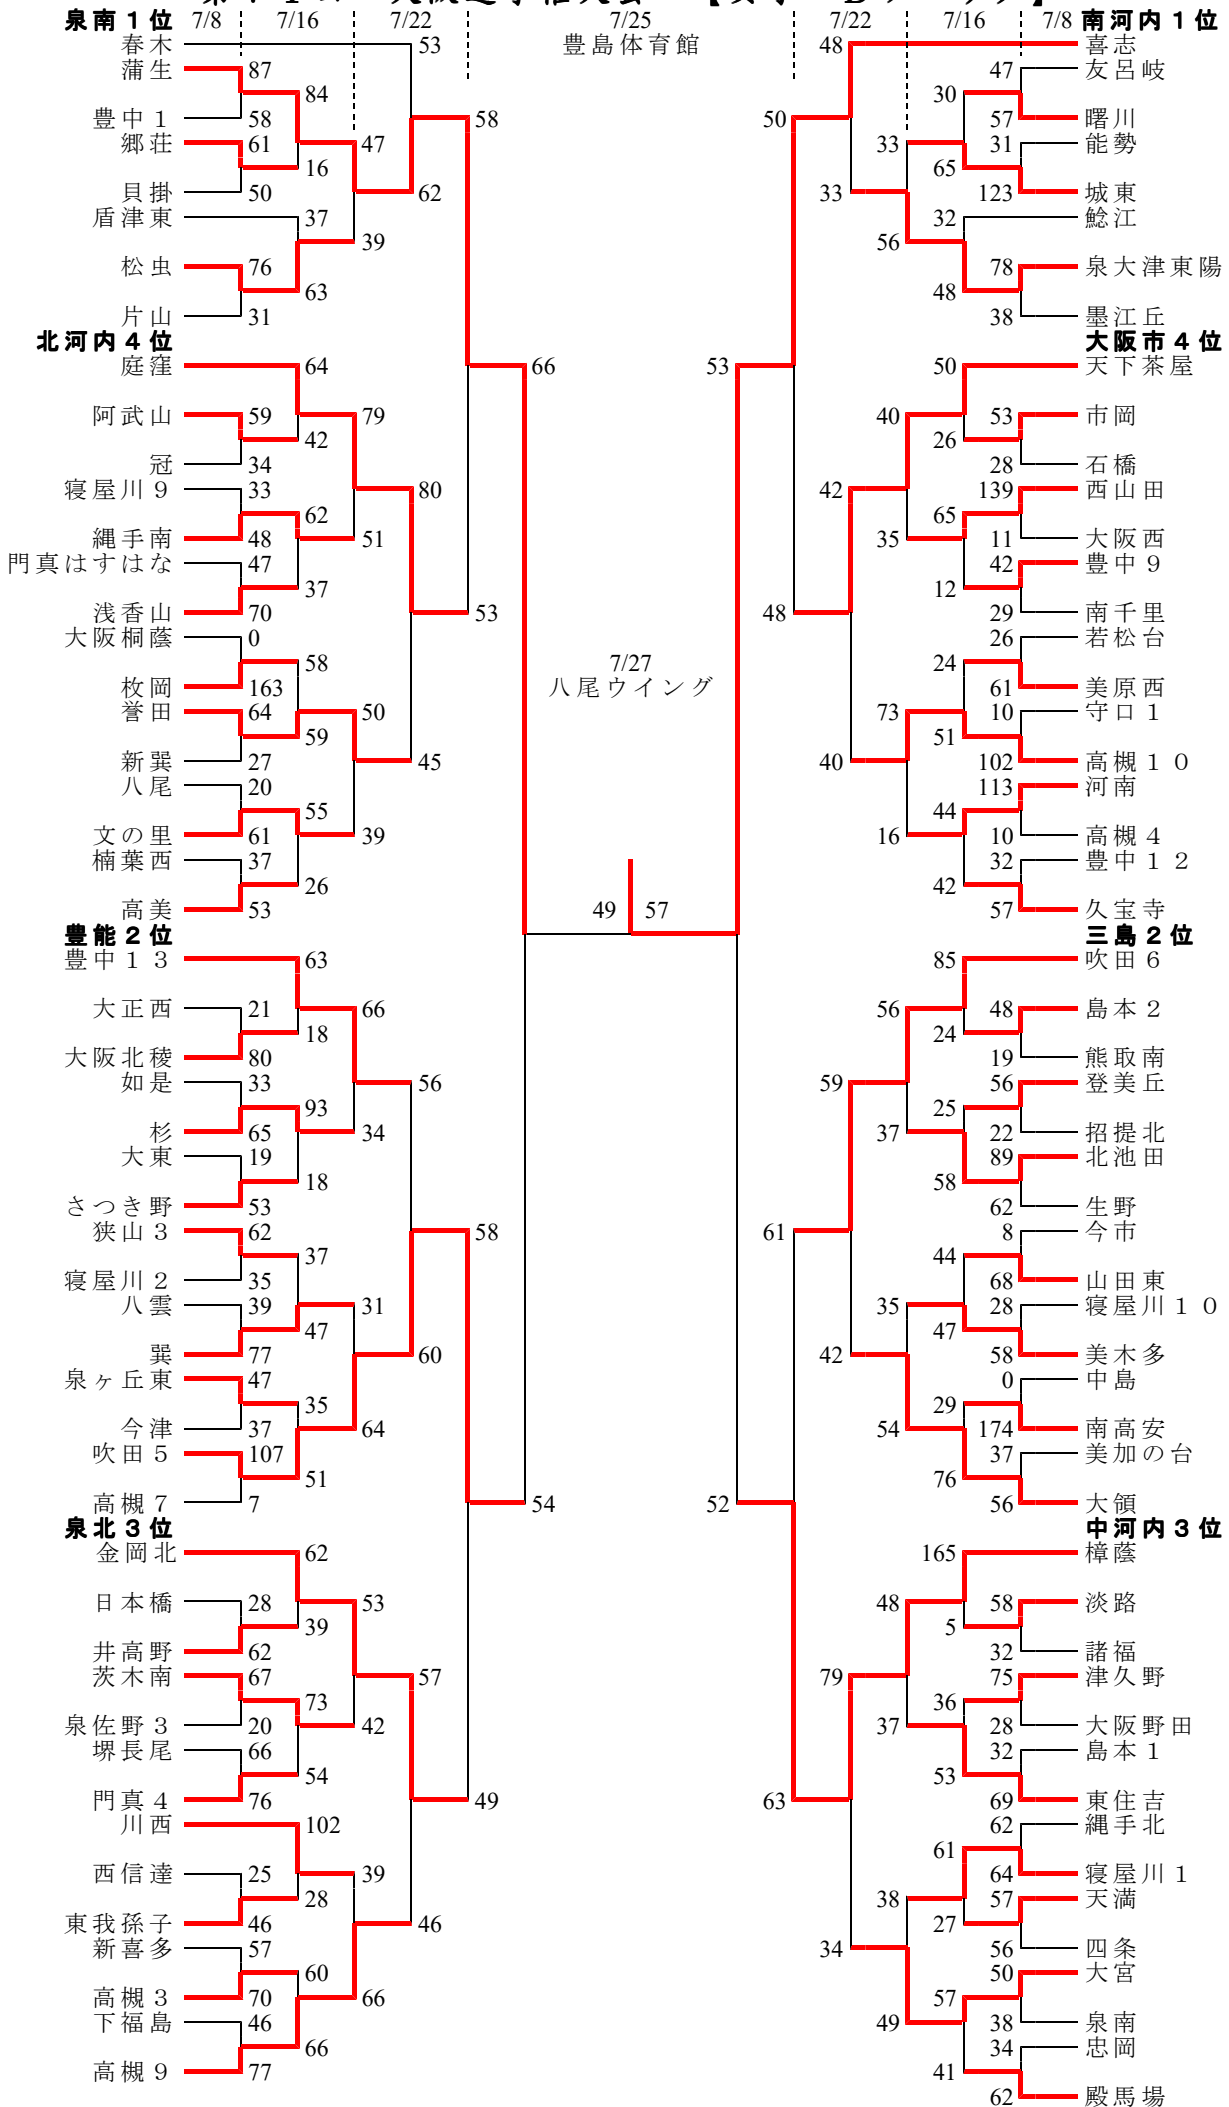 泉南１位 7/8 7/16 7/22 7/25 7/22 7/16 7/8 南河内１位
春木 53 豊島体育館 48 喜志
蒲生 87 47 友呂岐
84 30
豊中１ 58 58 50 57 曙川
郷荘 61 47 33 31 能勢
16 65
貝掛 50 62 33 123 城東
盾津東 37 32 鯰江
39 56
松虫 76 78 泉大津東陽
63 48
片山 31 38 墨江丘
北河内４位 大阪市４位
庭窪 64 66 53 50 天下茶屋
阿武山 59 79 40 53 市岡
42 26
冠 34 28 石橋
寝屋川９ 33 80 42 139 西山田
62 65
縄手南 48 51 35 11 大阪西
門真はすはな 47 42 豊中９
37 12
浅香山 70 53 48 29 南千里
大阪桐蔭 0 26 若松台
58 7/27 24
枚岡 163 八尾ウイング 61 美原西
誉田 64 50 73 10 守口１
59 51
新巽 27 45 40 102 高槻１０
八尾 20 113 河南
55 44
文の里 61 39 16 10 高槻４
楠葉西 37 32 豊中１２
26 42
高美 53 49 57 57 久宝寺
豊能２位 三島２位
豊中１３ 63 85 吹田６
大正西 21 66 56 48 島本２
18 24
大阪北稜 80 19 熊取南
如是 33 56 59 56 登美丘
93 25
杉 65 34 37 22 招提北
大東 19 89 北池田
18 58
さつき野 53 62 生野
狭山３ 62 58 61 8 今市
37 44
寝屋川２ 35 68 山田東
八雲 39 31 35 28 寝屋川１０
47 47
巽 77 60 42 58 美木多
泉ヶ丘東 47 0 中島
35 29
今津 37 64 54 174 南高安
吹田５ 107 37 美加の台
51 76
高槻７ 7 54 52 56 大領
泉北３位 中河内３位
金岡北 62 165 樟蔭
日本橋 28 53 48 58 淡路
39 5
井高野 62 32 諸福
茨木南 67 57 79 75 津久野
73 36
泉佐野３ 20 42 37 28 大阪野田
堺長尾 66 32 島本１
54 53
門真４ 76 49 63 69 東住吉
川西 102 62 縄手北
61
西信達 25 39 64 寝屋川１
28 38 57 天満
東我孫子 46 46 27
新喜多 57 34 56 四条
60 50 大宮
高槻３ 70 66 57
下福島 46 49 38 泉南
66 34 忠岡
高槻９ 77 41
62 殿馬場